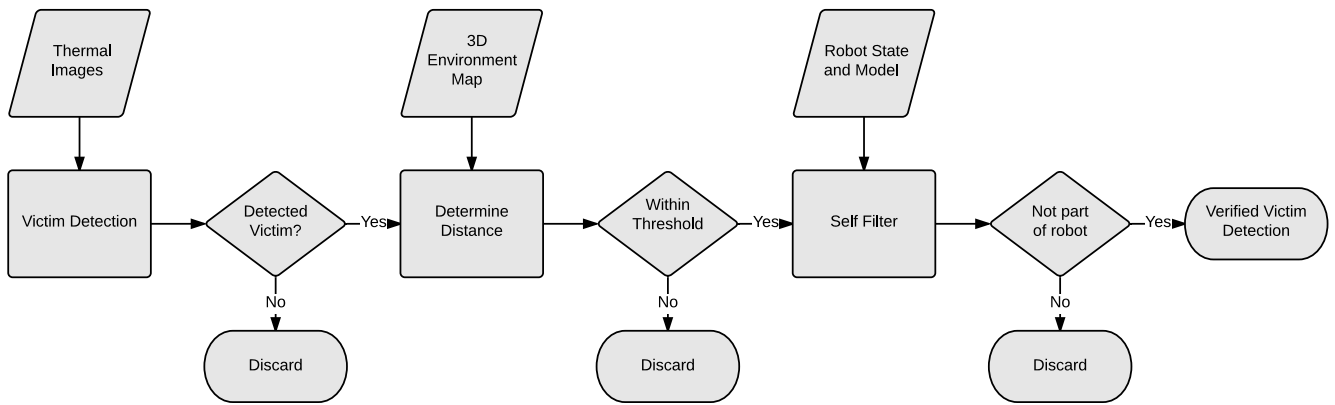 Thermal
Images
3D
Environment
Map
Robot State
and Model
Victim Detection
Detected
Victim?
Yes
Determine
Distance
Within
Threshold
Yes
Self Filter
Not part
of robot
Yes
Verified Victim
Detection
No
No
No
Discard
Discard
Discard